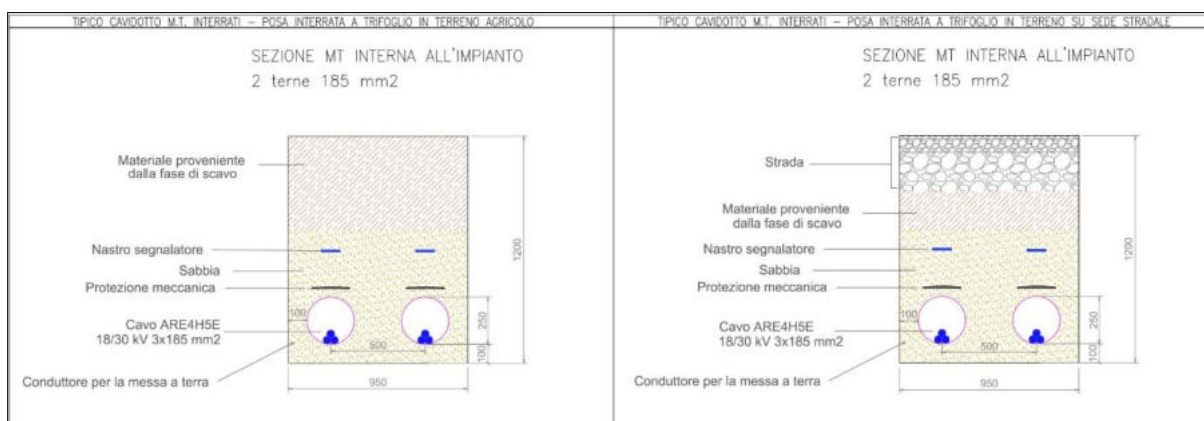 TIPICO CAVIDOTTO M.T. INTERRATI – POSA INTERRATA A TRIFOGLIO IN TERRENO AGRICOLO
SEZIONE MT INTERNA ALL'IMPIANTO
2 terne 185 mm2
Materiale proveniente
dalla fase di scavo
Nastro segnalatore
Sabbia
Protezione meccanica
Cavo ARE4H5E
18/30 kV 3x185 mm2
Conduttore per la messa a terra
100
500
950
1200
250
100
TIPICO CAVIDOTTO M.T. INTERRATI – POSA INTERRATA A TRIFOGLIO IN TERRENO SU SEDE STRADALE
SEZIONE MT INTERNA ALL'IMPIANTO
2 terne 185 mm2
Strada
Materiale proveniente
dalla fase di scavo
Nastro segnalatore
Sabbia
Protezione meccanica
Cavo ARE4H5E
18/30 kV 3x185 mm2
Conduttore per la messa a terra
100
500
950
1200
250
100